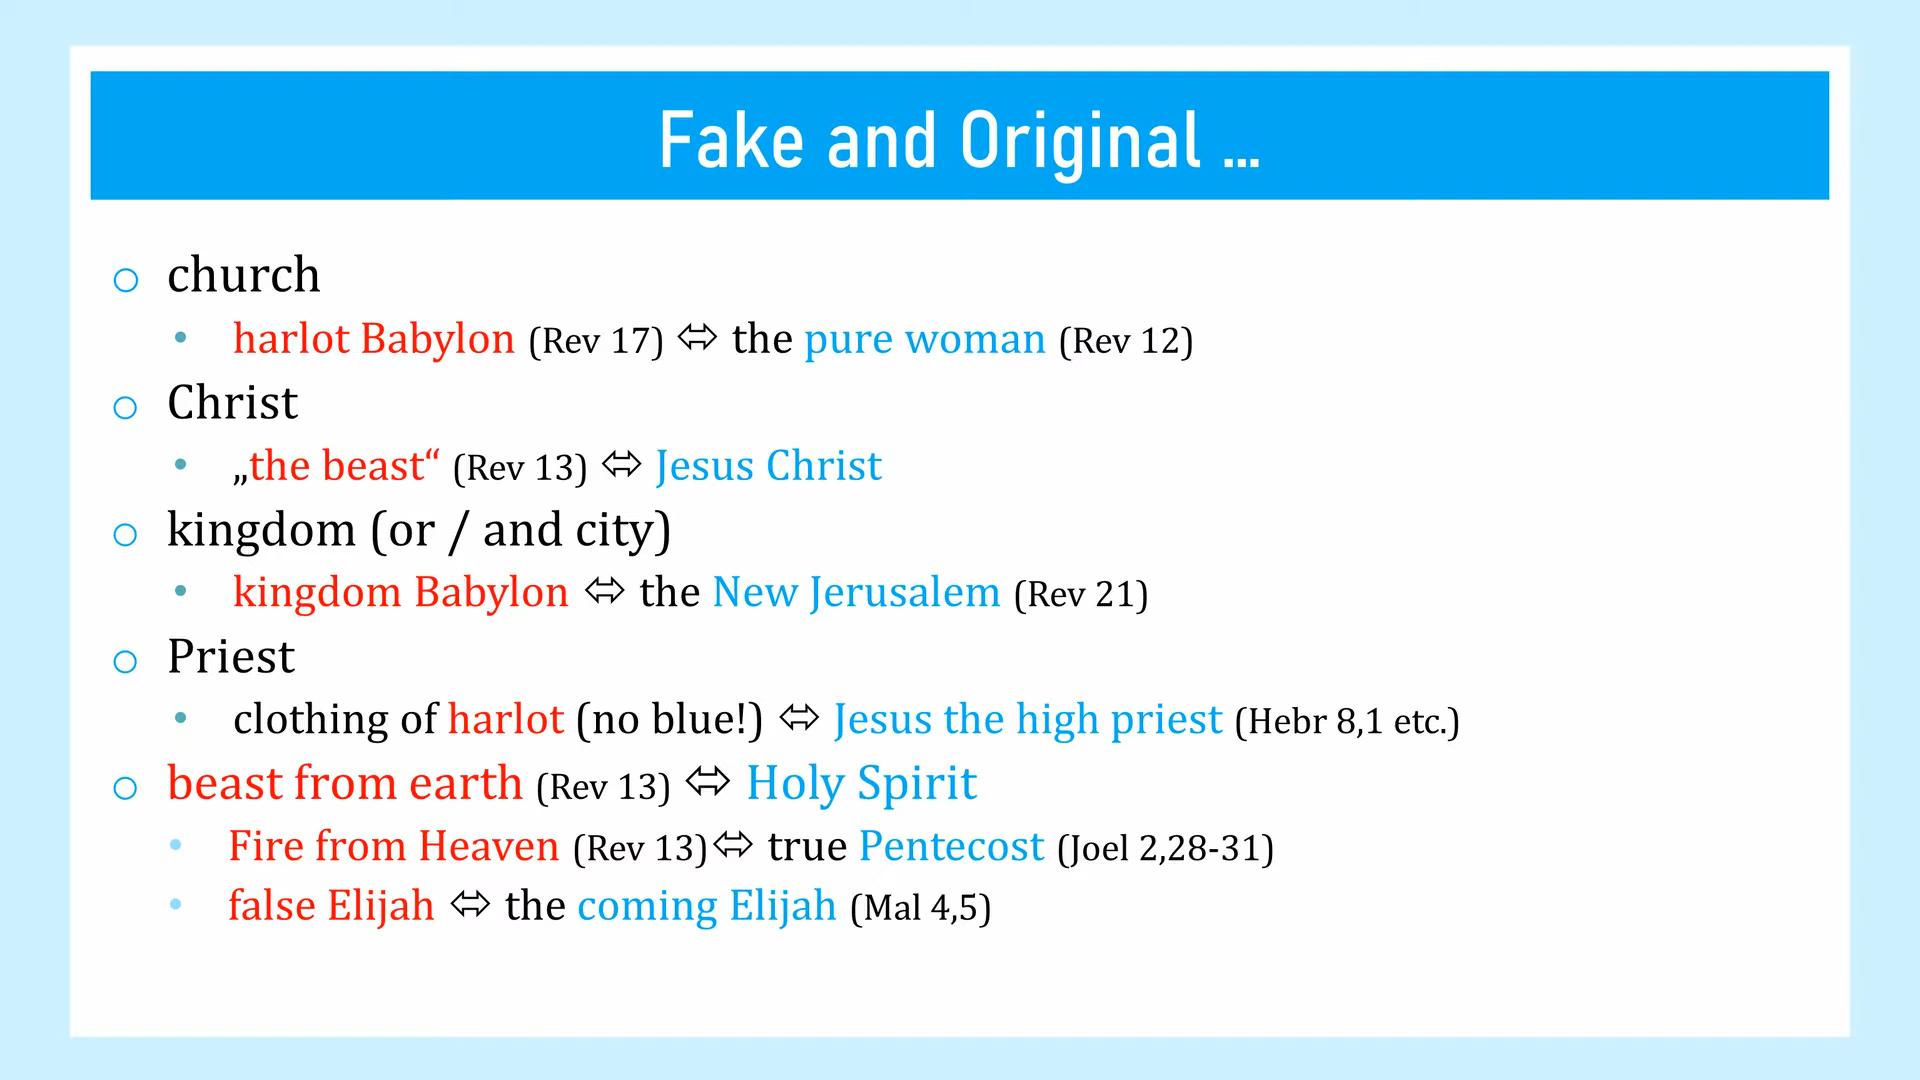 Fake and Original ...
church
harlot Babylon (Rev 17) ⬄ the pure woman (Rev 12)
Christ
„the beast“ (Rev 13) ⬄ Jesus Christ
kingdom (or / and city)
kingdom Babylon ⬄ the New Jerusalem (Rev 21)
Priest
clothing of harlot (no blue!) ⬄ Jesus the high priest (Hebr 8,1 etc.)
beast from earth (Rev 13) ⬄ Holy Spirit
Fire from Heaven (Rev 13)⬄ true Pentecost (Joel 2,28-31)
false Elijah ⬄ the coming Elijah (Mal 4,5)